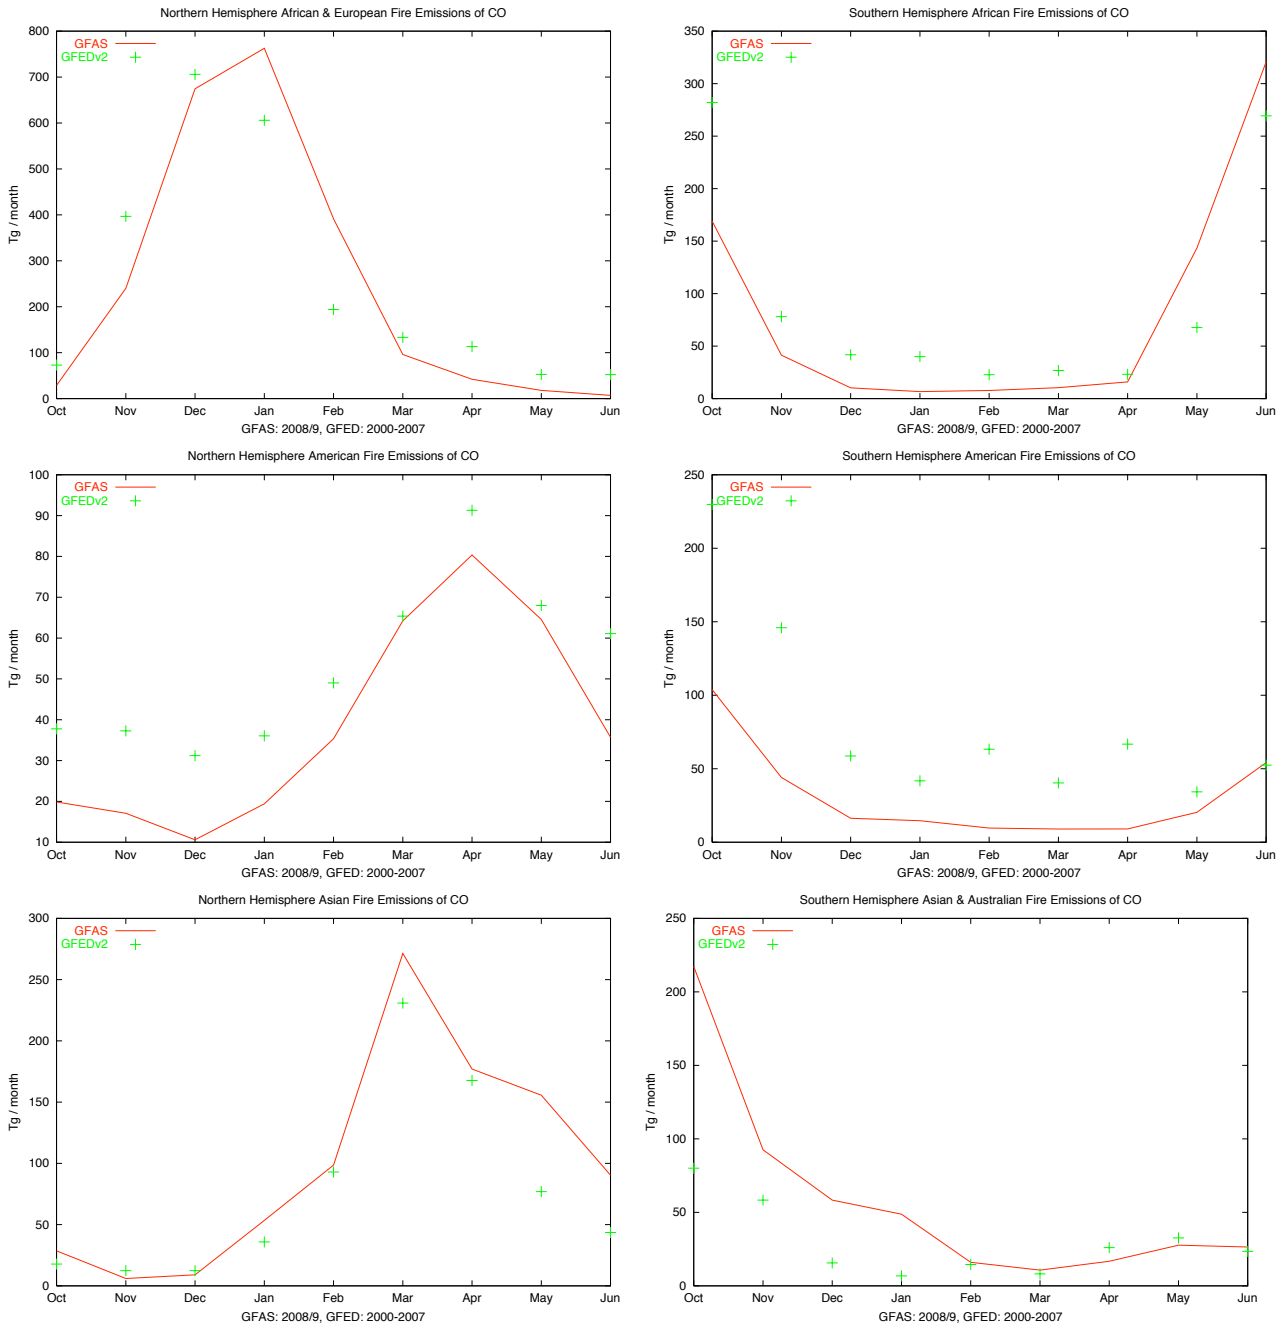 Northern Hemisphere African & European Fire Emissions of CO
GFAS
GFEDv2
800
700
600
500
400
300
200
100
0
Tg / month
Oct Nov Dec Jan Feb Mar Apr May Jun
GFAS: 2008/9, GFED: 2000-2007
Southern Hemisphere African Fire Emissions of CO
GFAS
GFEDv2
350
300
250
200
150
100
50
0
Tg / month
Oct Nov Dec Jan Feb Mar Apr May Jun
GFAS: 2008/9, GFED: 2000-2007
Northern Hemisphere American Fire Emissions of CO
GFAS
GFEDv2
100
90
80
70
60
50
40
30
20
10
Tg / month
Oct Nov Dec Jan Feb Mar Apr May Jun
GFAS: 2008/9, GFED: 2000-2007
Southern Hemisphere American Fire Emissions of CO
GFAS
GFEDv2
250
200
150
100
50
0
Tg / month
Oct Nov Dec Jan Feb Mar Apr May Jun
GFAS: 2008/9, GFED: 2000-2007
Northern Hemisphere Asian Fire Emissions of CO
GFAS
GFEDv2
300
250
200
150
100
50
0
Tg / month
Oct Nov Dec Jan Feb Mar Apr May Jun
GFAS: 2008/9, GFED: 2000-2007
Southern Hemisphere Asian & Australian Fire Emissions of CO
GFAS
GFEDv2
250
200
150
100
50
0
Tg / month
Oct Nov Dec Jan Feb Mar Apr May Jun
GFAS: 2008/9, GFED: 2000-2007